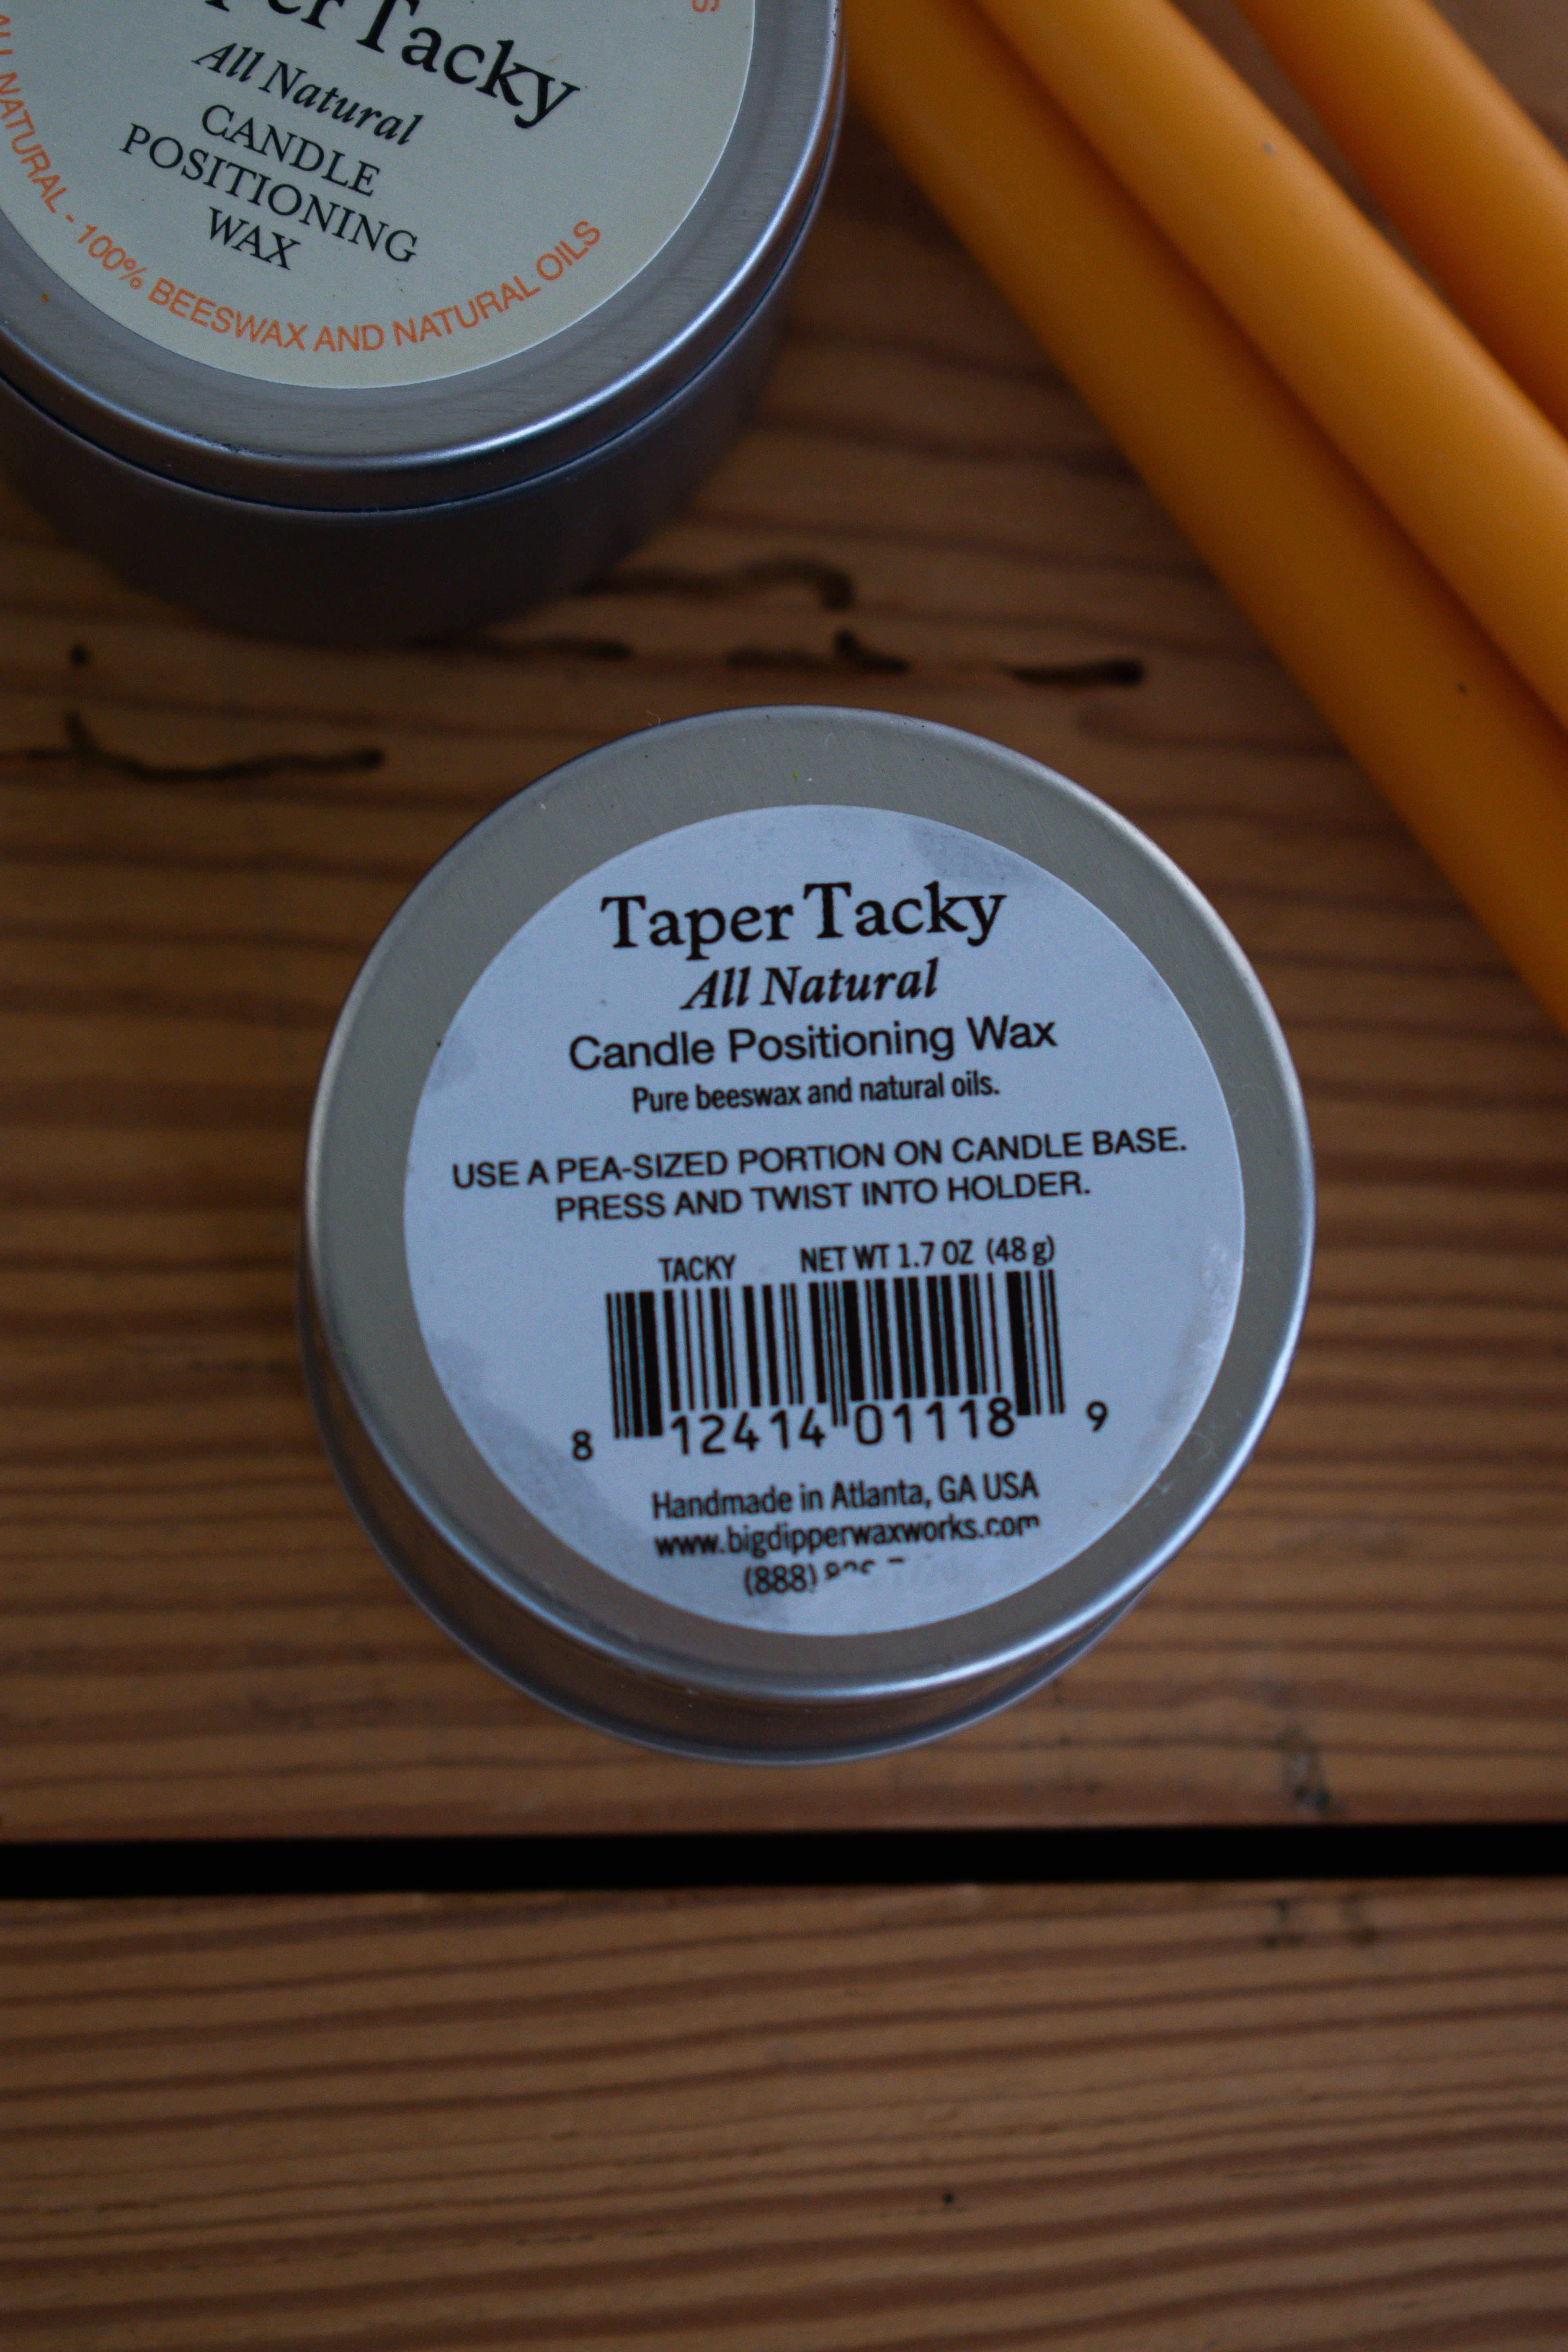 Tacky
All Natural
CANDLE
POSITIONING
WAX
NATURAL - 100% BEESWAX AND NATURAL OILS
Taper Tacky
All Natural
Candle Positioning Wax
Pure beeswax and natural oils.
USE A PEA-SIZED PORTION ON CANDLE BASE.
PRESS AND TWIST INTO HOLDER.
TACKY NET WT 1.7 OZ (48 g)
8 12414 01118 9
Handmade in Atlanta, GA USA
www.bigdipperwaxworks.com
(888)